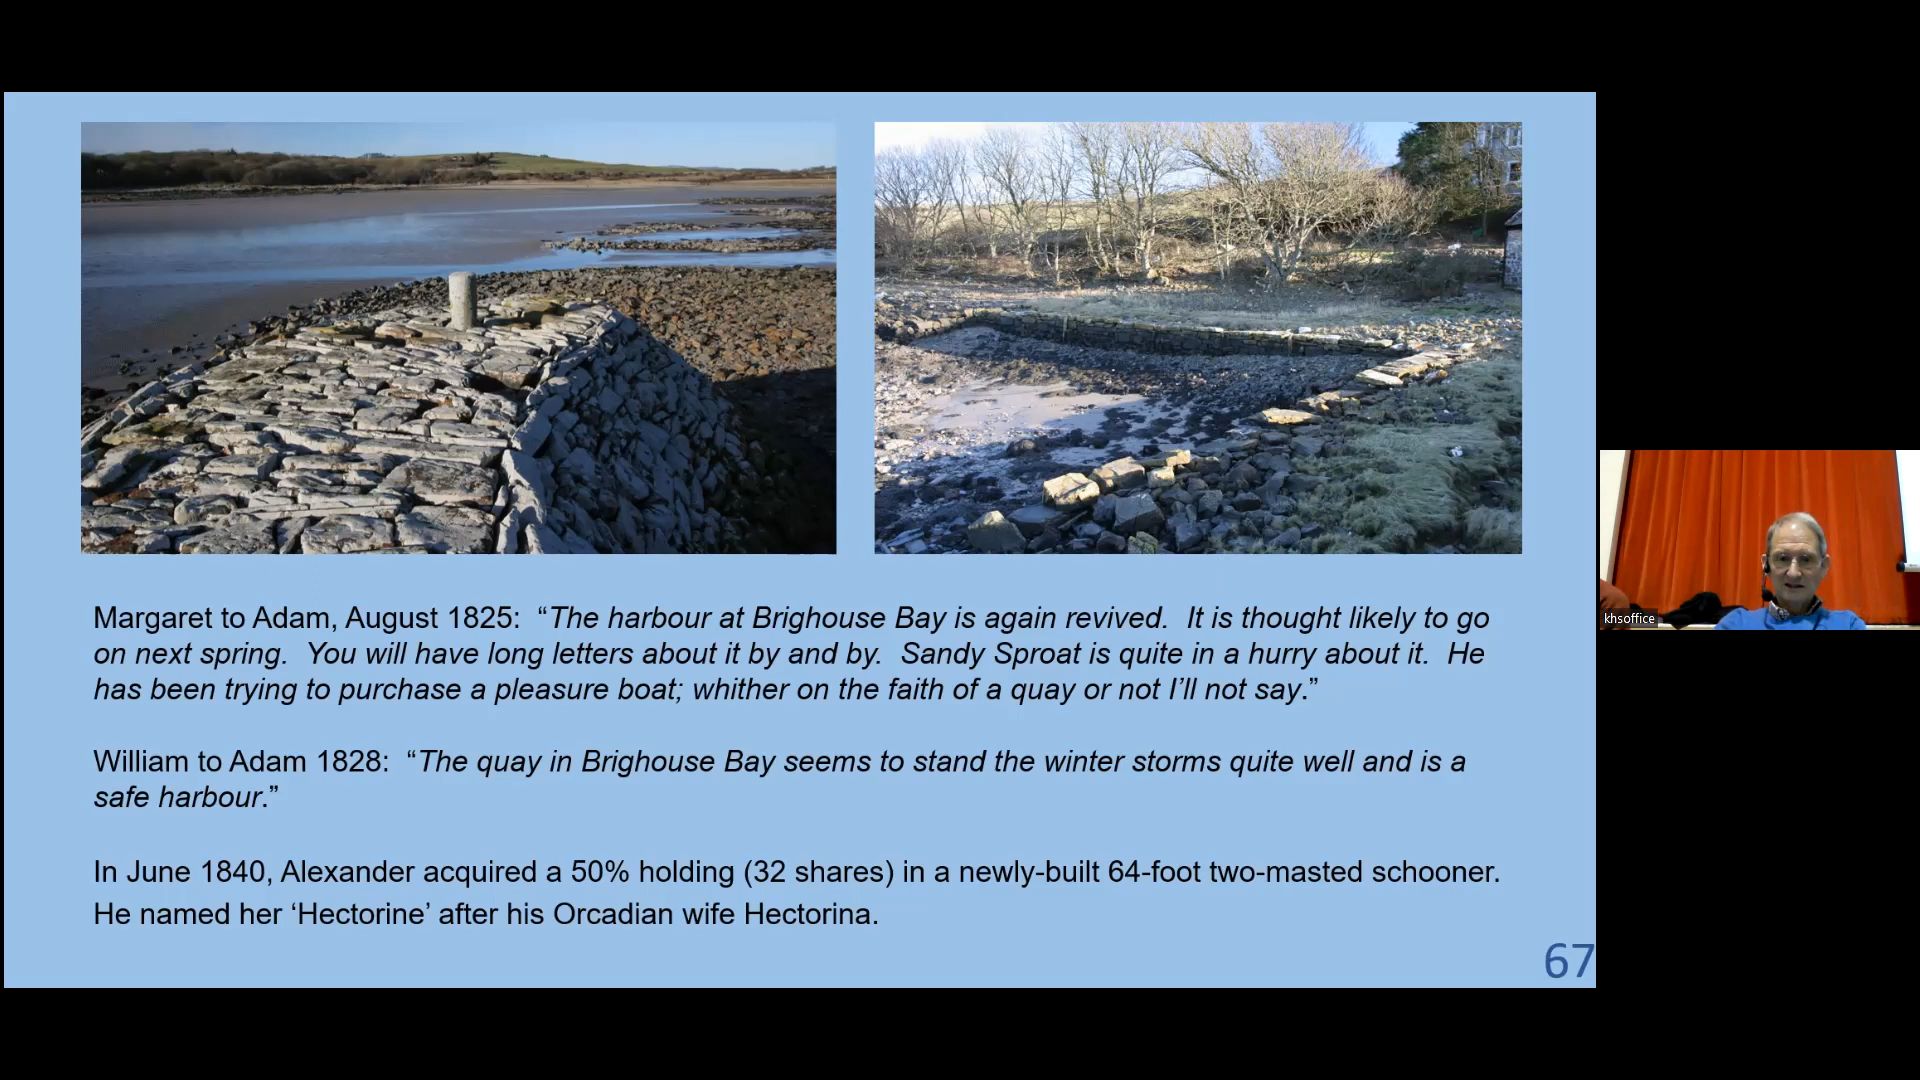 Margaret to Adam, August 1825:  “The harbour at Brighouse Bay is again revived.  It is thought likely to go
on next spring.  You will have long letters about it by and by.  Sandy Sproat is quite in a hurry about it.  He
has been trying to purchase a pleasure boat; whither on the faith of a quay or not I’ll not say.”
William to Adam 1828:  “The quay in Brighouse Bay seems to stand the winter storms quite well and is a
safe harbour.”
In June 1840, Alexander acquired a 50% holding (32 shares) in a newly-built 64-foot two-masted schooner.
He named her ‘Hectorine’ after his Orcadian wife Hectorina.
67
khsoffice